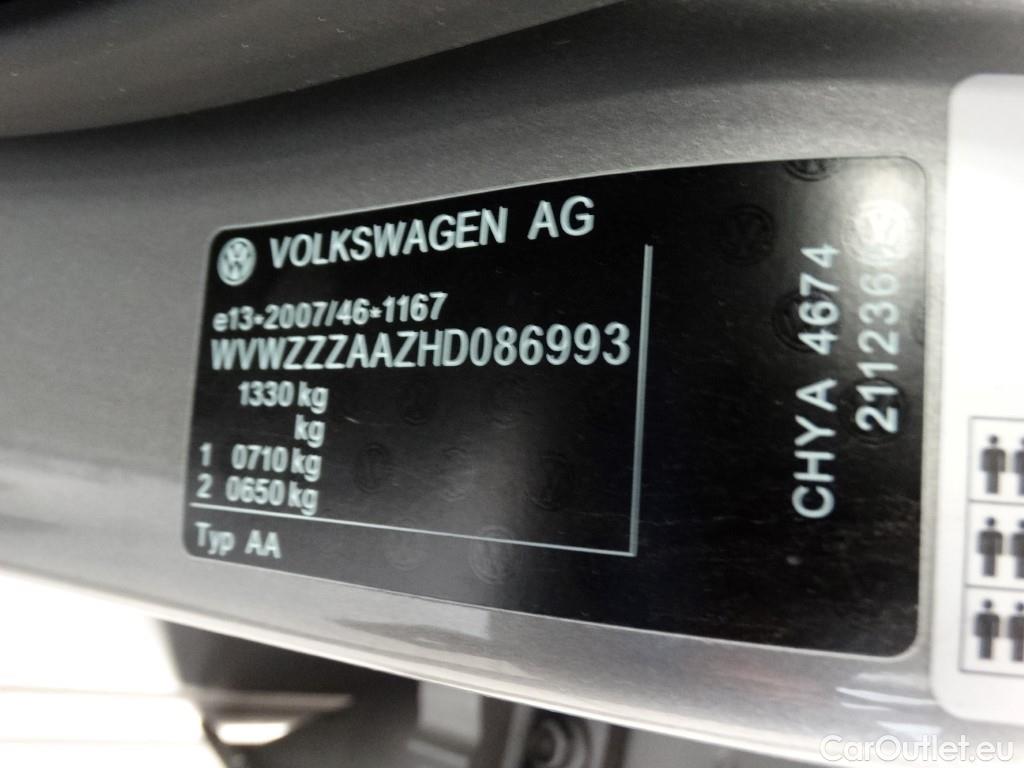 VOLKSWAGEN AG
e13*2007/46*1167
WVWZZZAAZHD086993
1330 kg
kg
1 0710 kg
2 0650 kg
Typ AA
CHYA 4674
211236
CarOutlet.eu